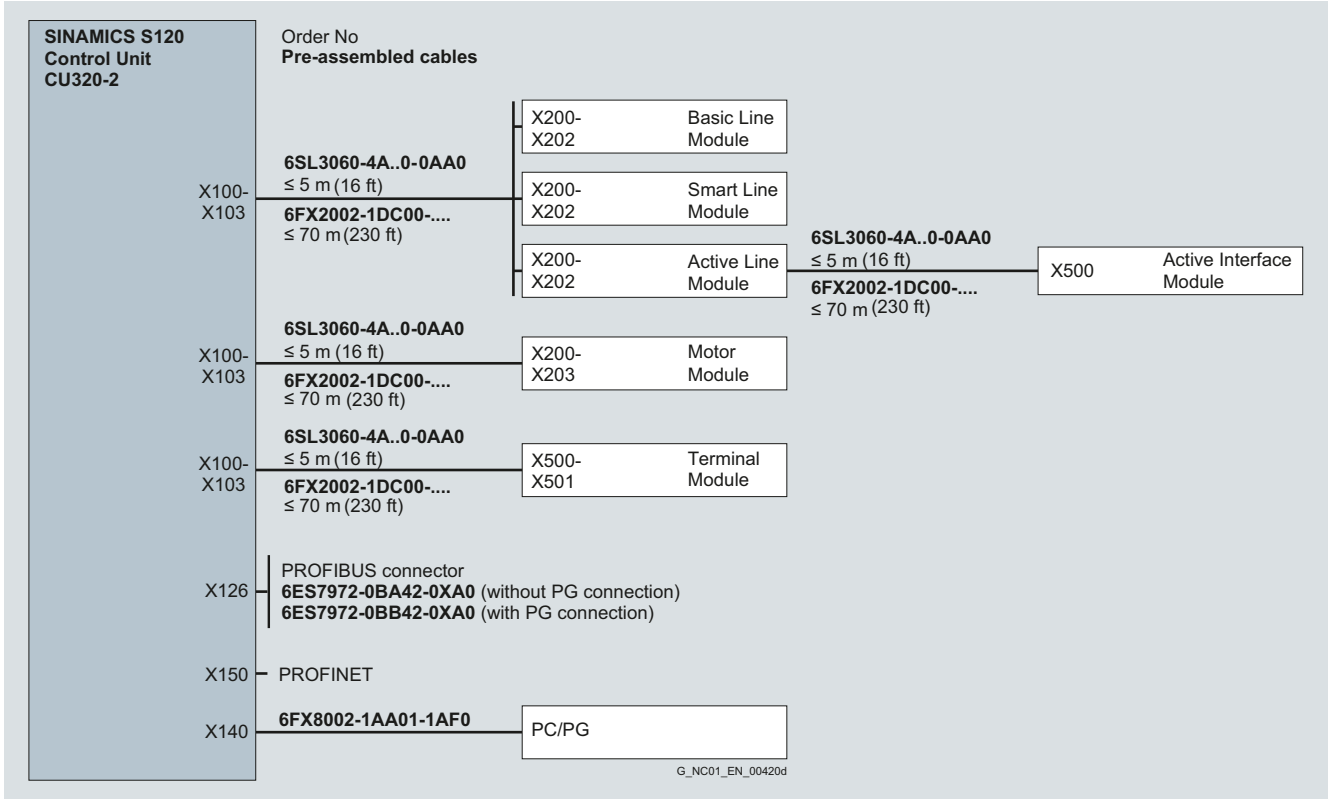 SINAMICS S120
Control Unit
CU320-2
Order No
Pre-assembled cables
X200-
X202
Basic Line
Module
6SL3060-4A..0-0AA0
≤ 5 m (16 ft)
X100-
X103
6FX2002-1DC00-....
≤ 70 m (230 ft)
X200-
X202
Smart Line
Module
X200-
X202
Active Line
Module
6SL3060-4A..0-0AA0
≤ 5 m (16 ft)
6FX2002-1DC00-....
≤ 70 m (230 ft)
X500
Active Interface
Module
6SL3060-4A..0-0AA0
≤ 5 m (16 ft)
X100-
X103
6FX2002-1DC00-....
≤ 70 m (230 ft)
X200-
X203
Motor
Module
6SL3060-4A..0-0AA0
≤ 5 m (16 ft)
X100-
X103
6FX2002-1DC00-....
≤ 70 m (230 ft)
X500-
X501
Terminal
Module
X126
PROFIBUS connector
6ES7972-0BA42-0XA0 (without PG connection)
6ES7972-0BB42-0XA0 (with PG connection)
X150
PROFINET
X140
6FX8002-1AA01-1AF0
PC/PG
G_NC01_EN_00420d